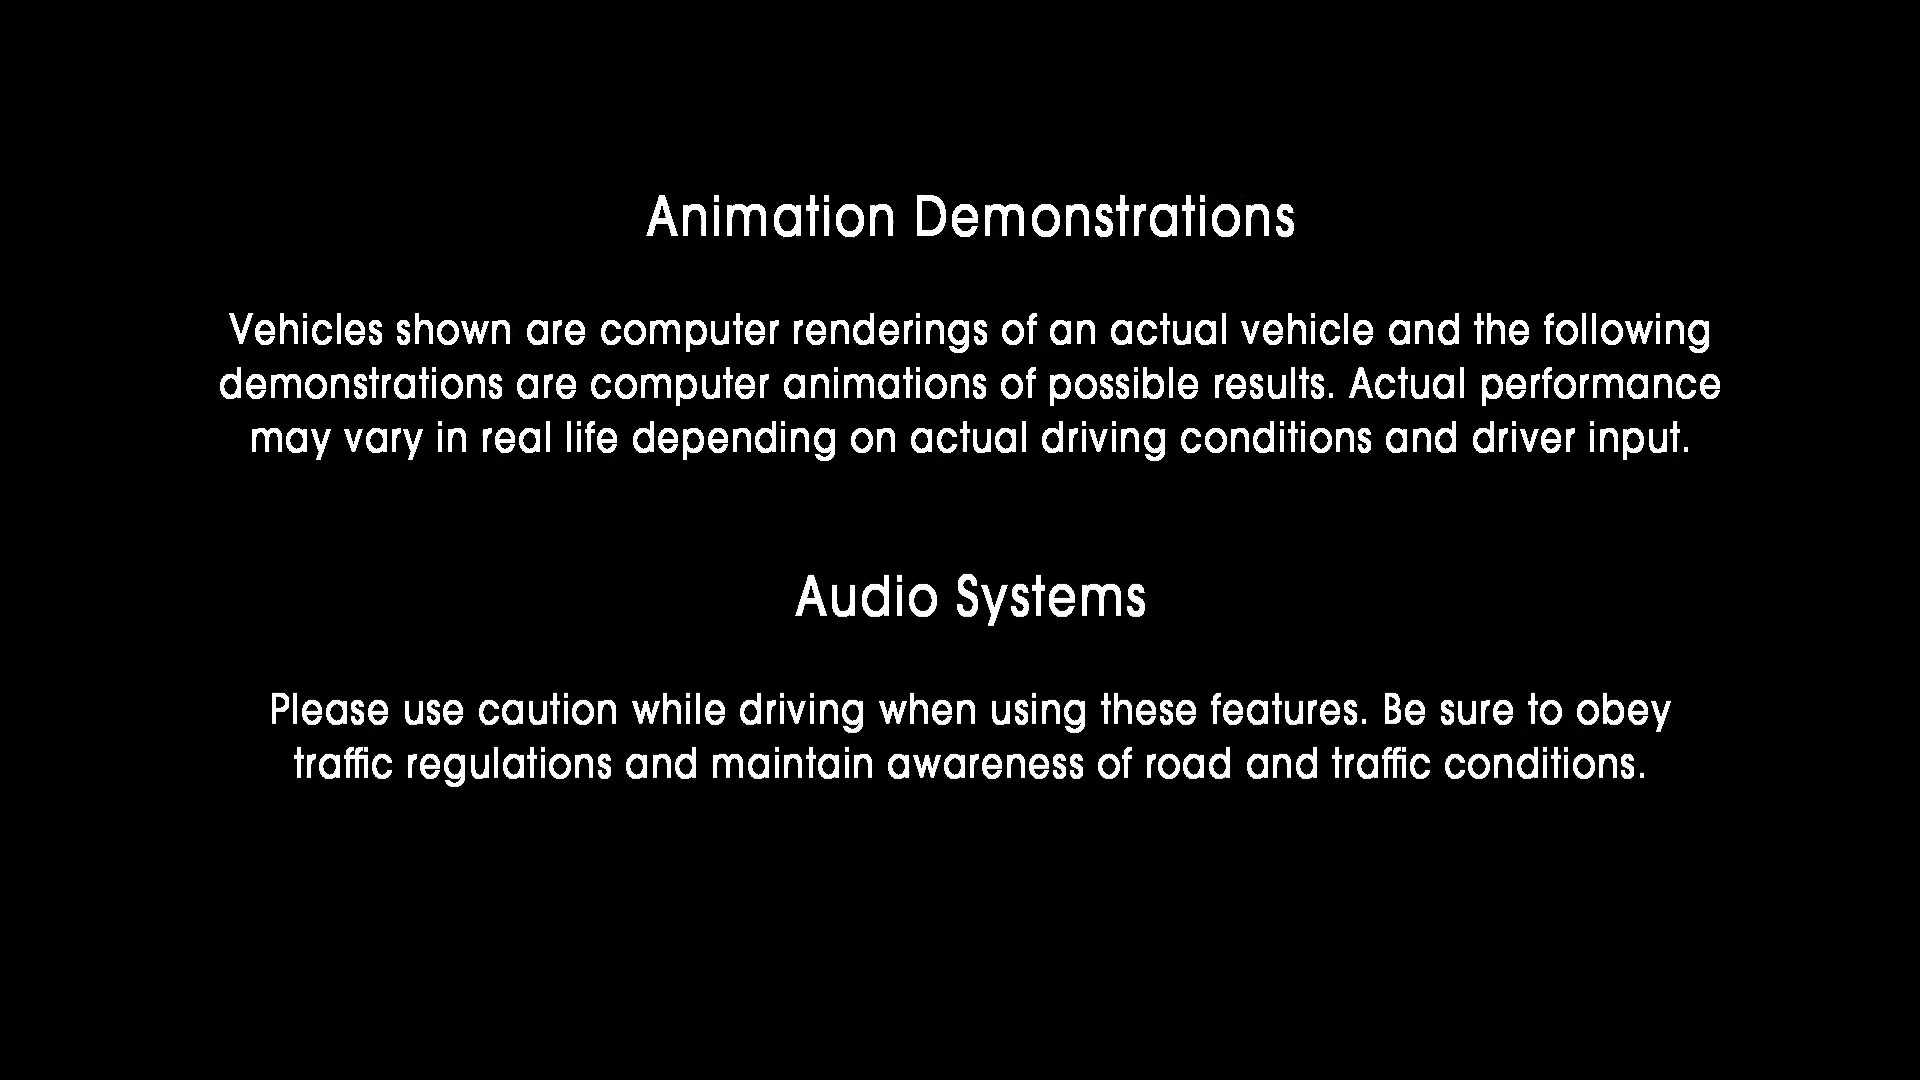 Animation Demonstrations
Vehicles shown are computer renderings of an actual vehicle and the following
demonstrations are computer animations of possible results. Actual performance
may vary in real life depending on actual driving conditions and driver input.
Audio Systems
Please use caution while driving when using these features. Be sure to obey
traffic regulations and maintain awareness of road and traffic conditions.